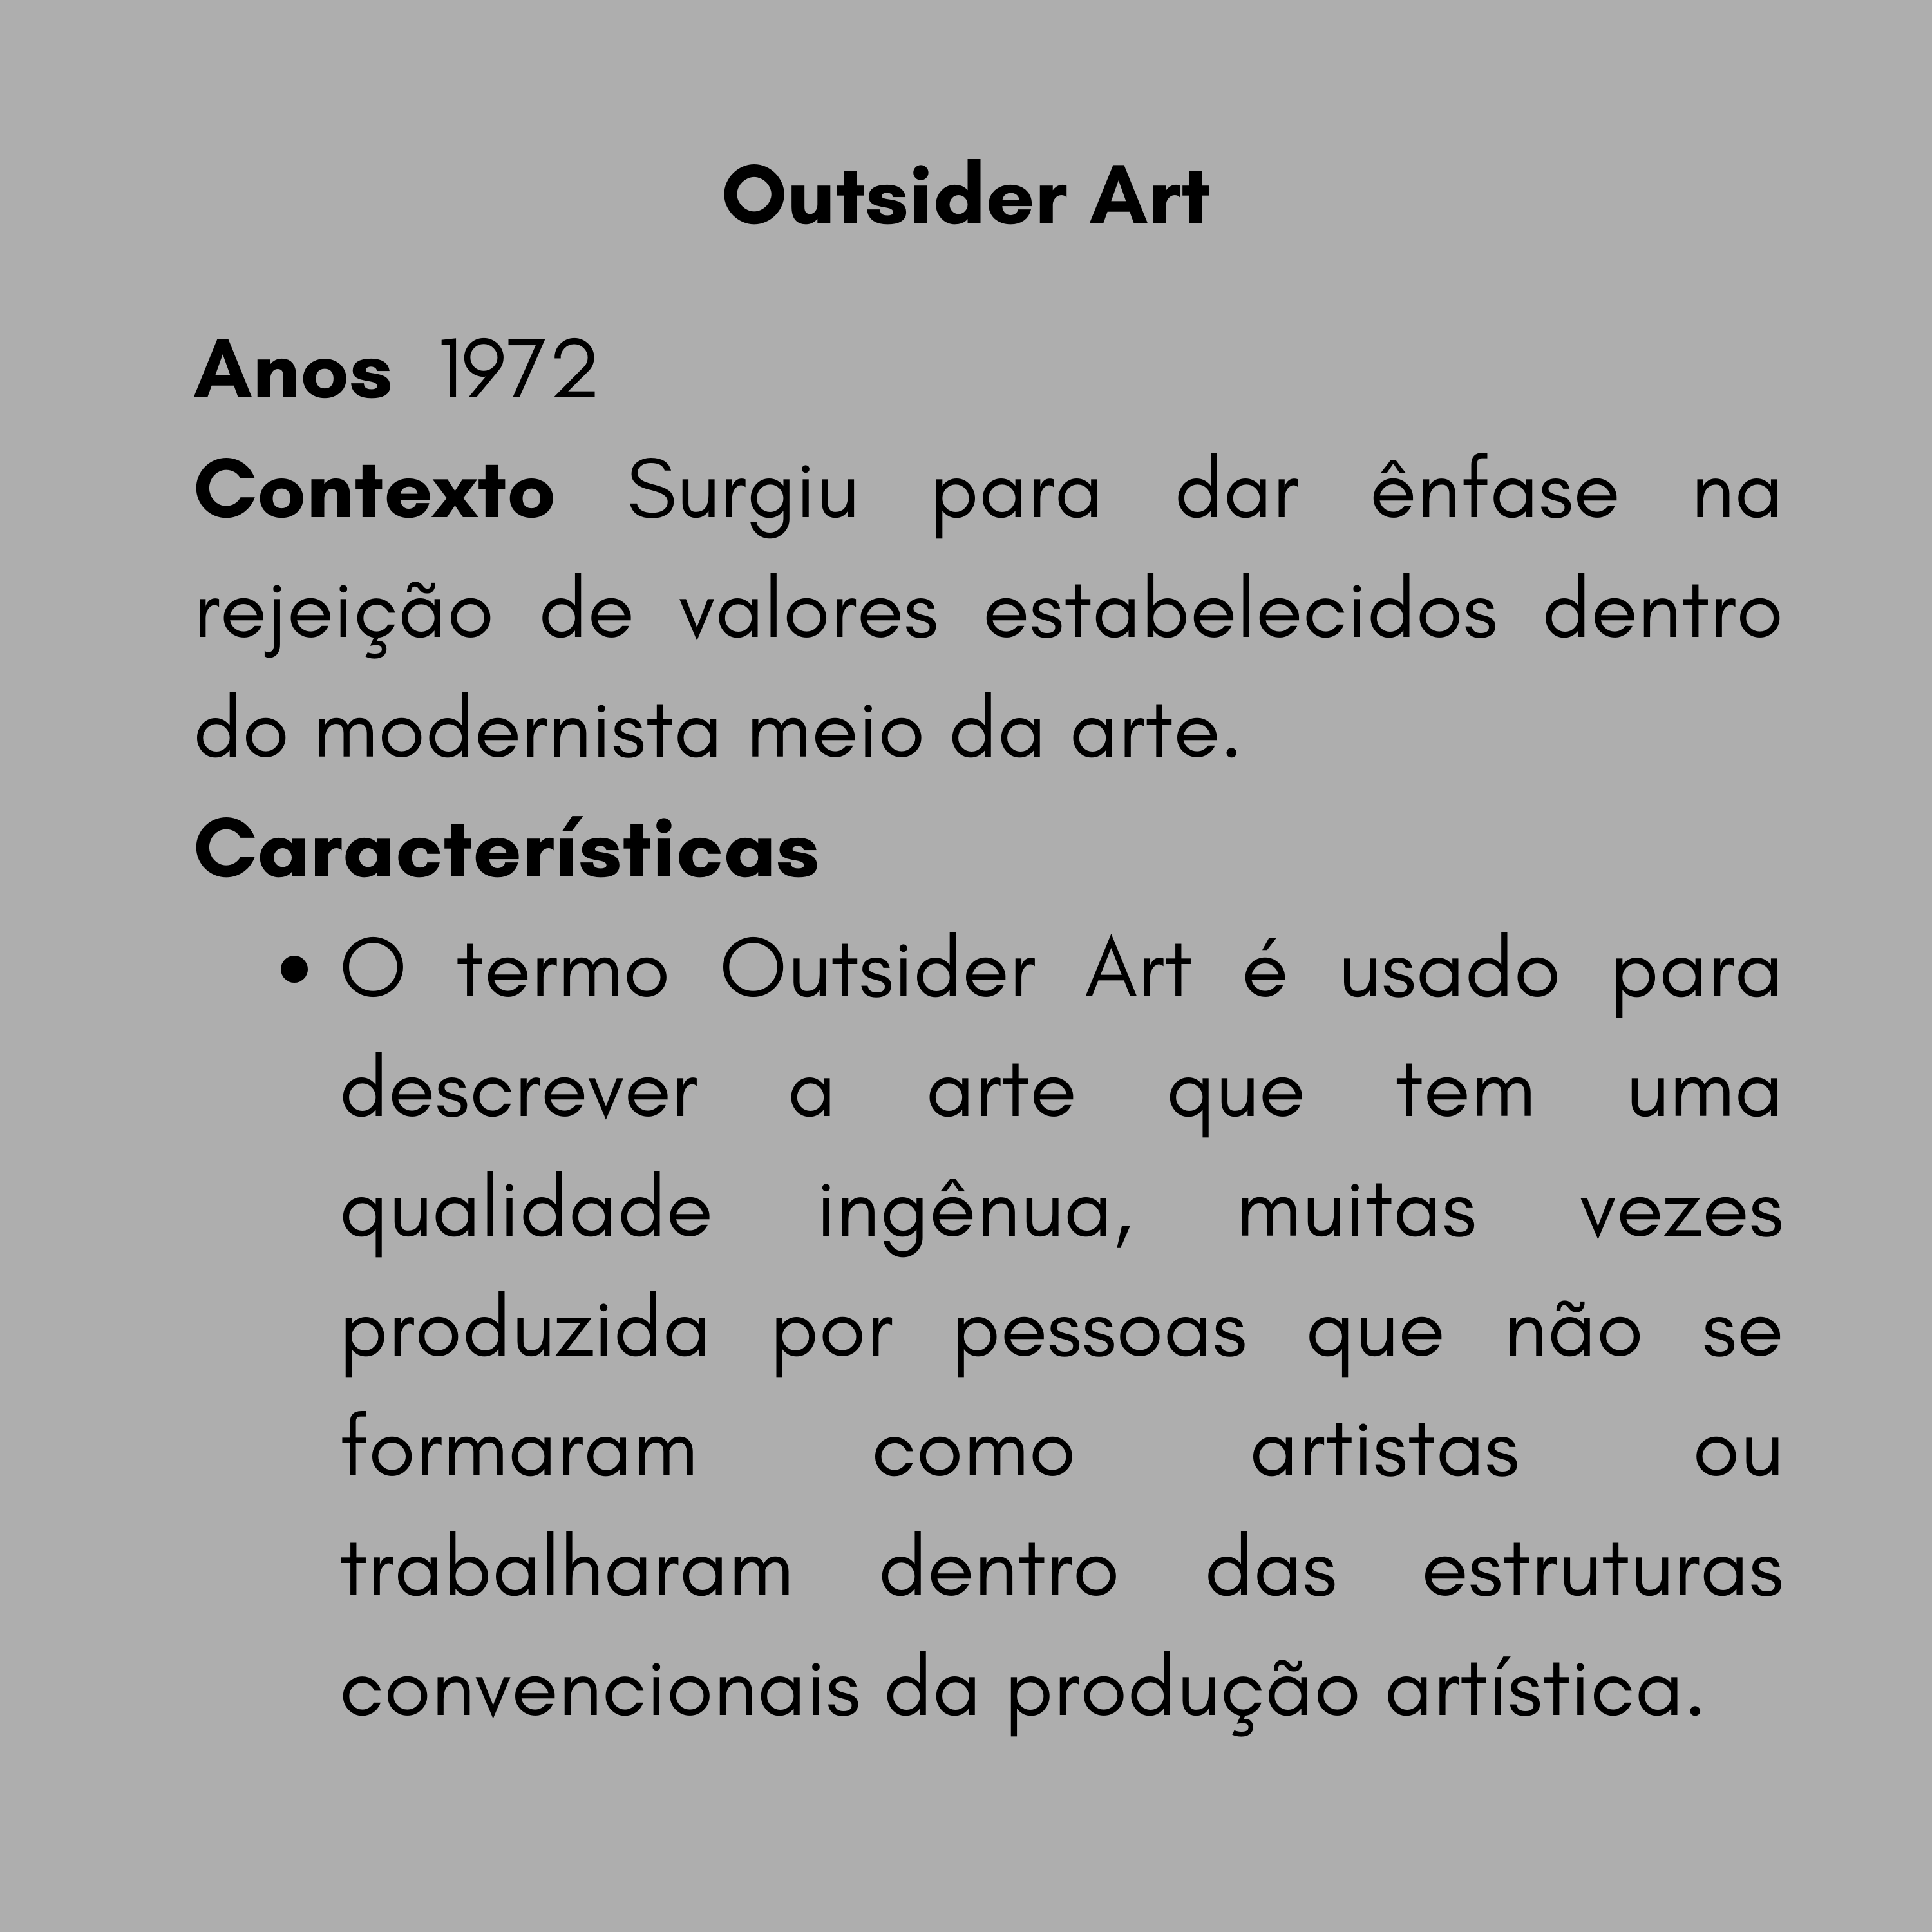 Outsider Art
Anos 1972
Contexto Surgiu para dar ênfase na
rejeição de valores estabelecidos dentro
do modernista meio da arte.
Características
• O termo Outsider Art é usado para
descrever a arte que tem uma
qualidade ingênua, muitas vezes
produzida por pessoas que não se
formaram como artistas ou
trabalharam dentro das estruturas
convencionais da produção artística.